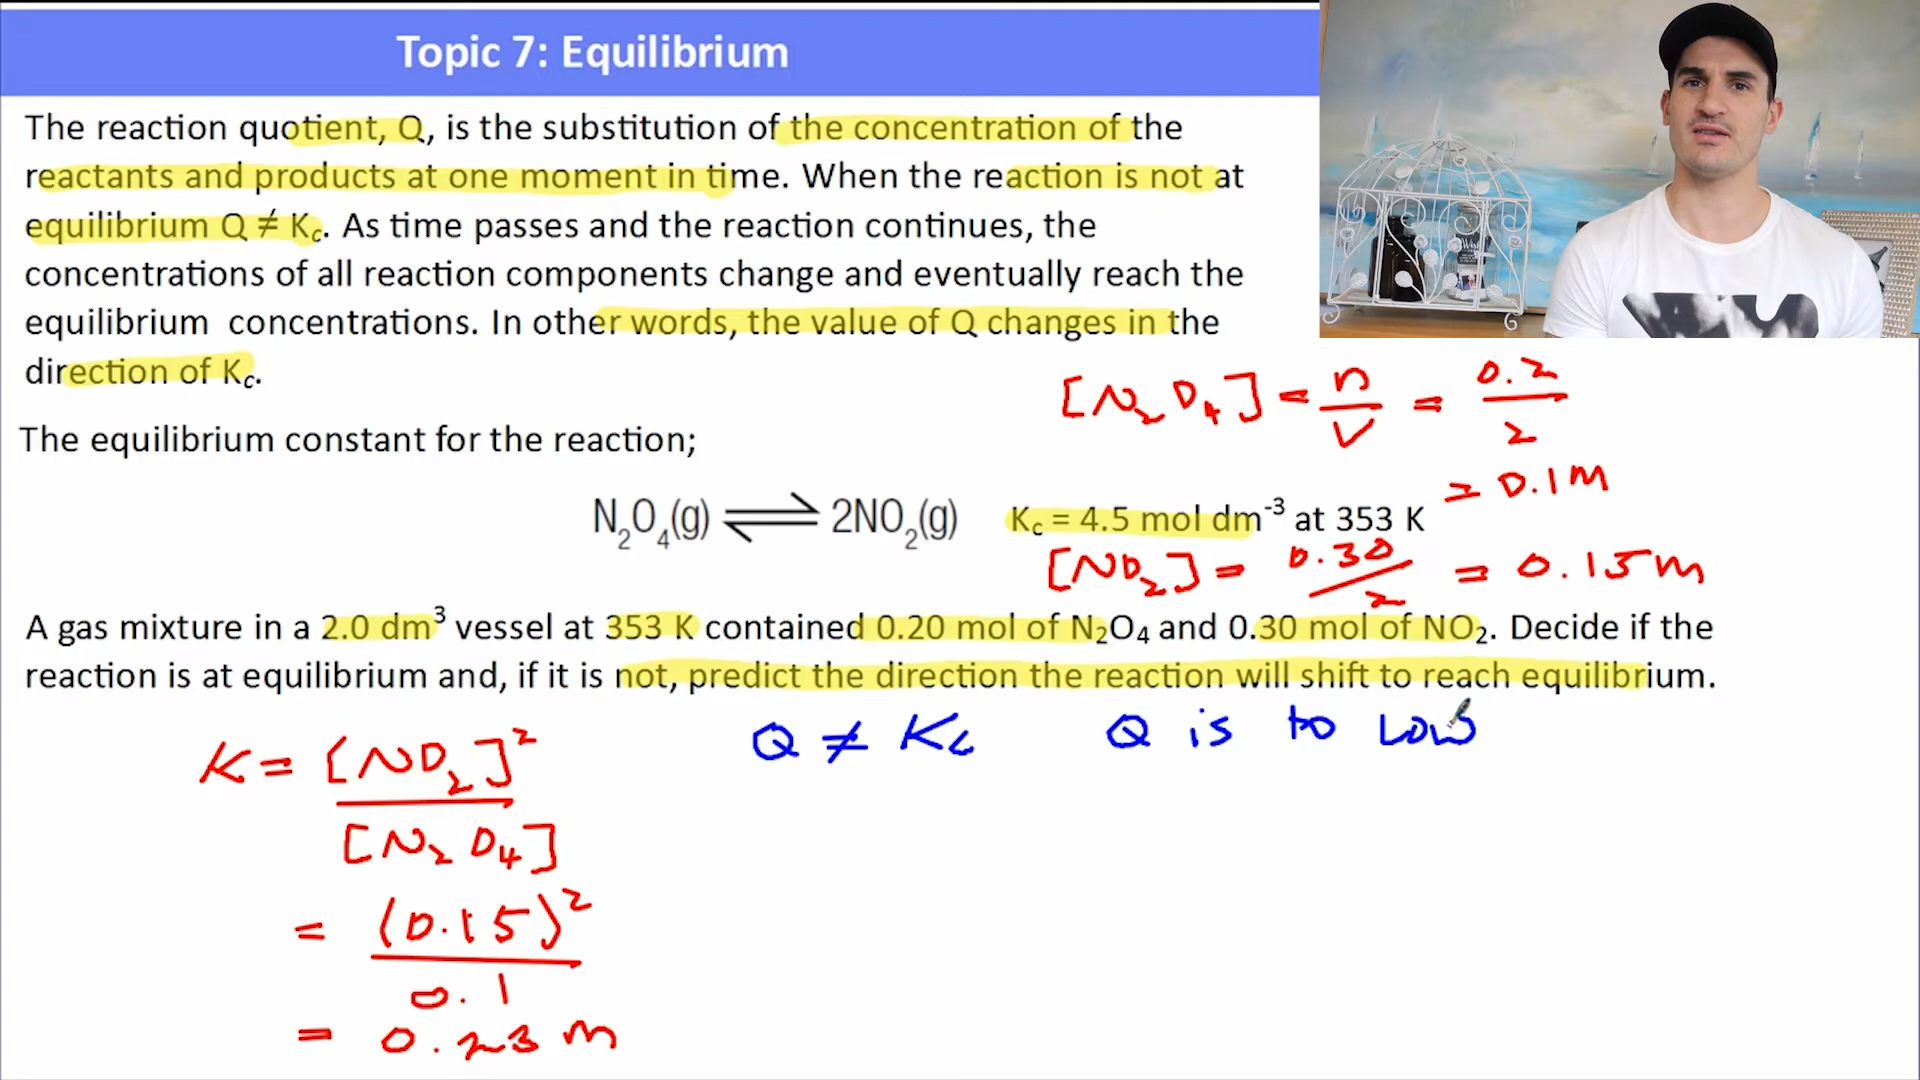 Topic 7: Equilibrium
The reaction quotient, Q, is the substitution of the concentration of the
reactants and products at one moment in time. When the reaction is not at
equilibrium Q ≠ Kc. As time passes and the reaction continues, the
concentrations of all reaction components change and eventually reach the
equilibrium concentrations. In other words, the value of Q changes in the
direction of Kc.
[N₂O₄] = n/V = 0.2/2
= 0.1M
The equilibrium constant for the reaction;
N₂O₄(g) ⇌ 2NO₂(g) Kc = 4.5 mol dm⁻³ at 353 K
[NO₂] = 0.30/2 = 0.15M
A gas mixture in a 2.0 dm³ vessel at 353 K contained 0.20 mol of N₂O₄ and 0.30 mol of NO₂. Decide if the
reaction is at equilibrium and, if it is not, predict the direction the reaction will shift to reach equilibrium.
Q ≠ Kc Q is to low
K = [NO₂]²
[N₂O₄]
= (0.15)²
0.1
= 0.23 M